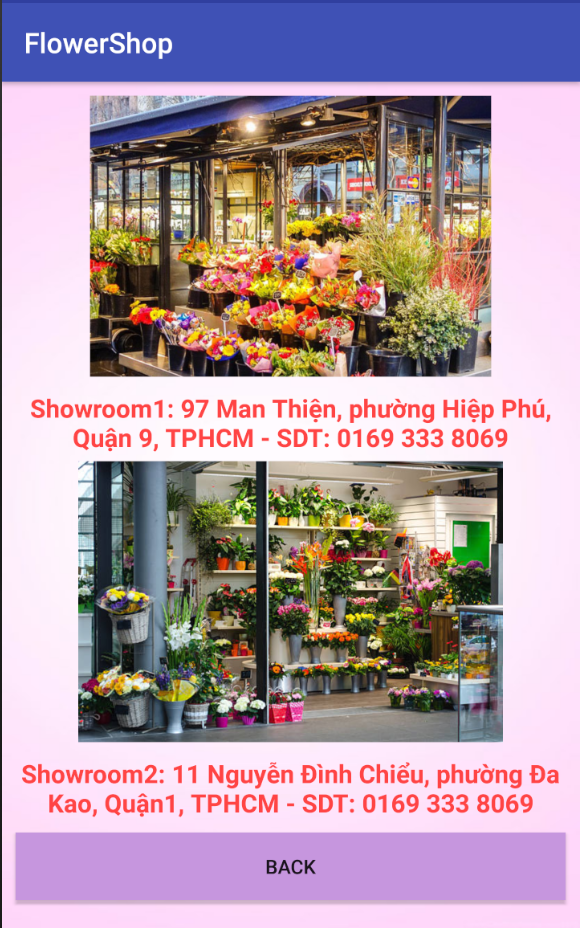 FlowerShop
Showroom1: 97 Man Thiện, phường Hiệp Phú,
Quận 9, TPHCM - SDT: 0169 333 8069
Showroom2: 11 Nguyễn Đình Chiểu, phường Đa
Kao, Quận1, TPHCM - SDT: 0169 333 8069
BACK